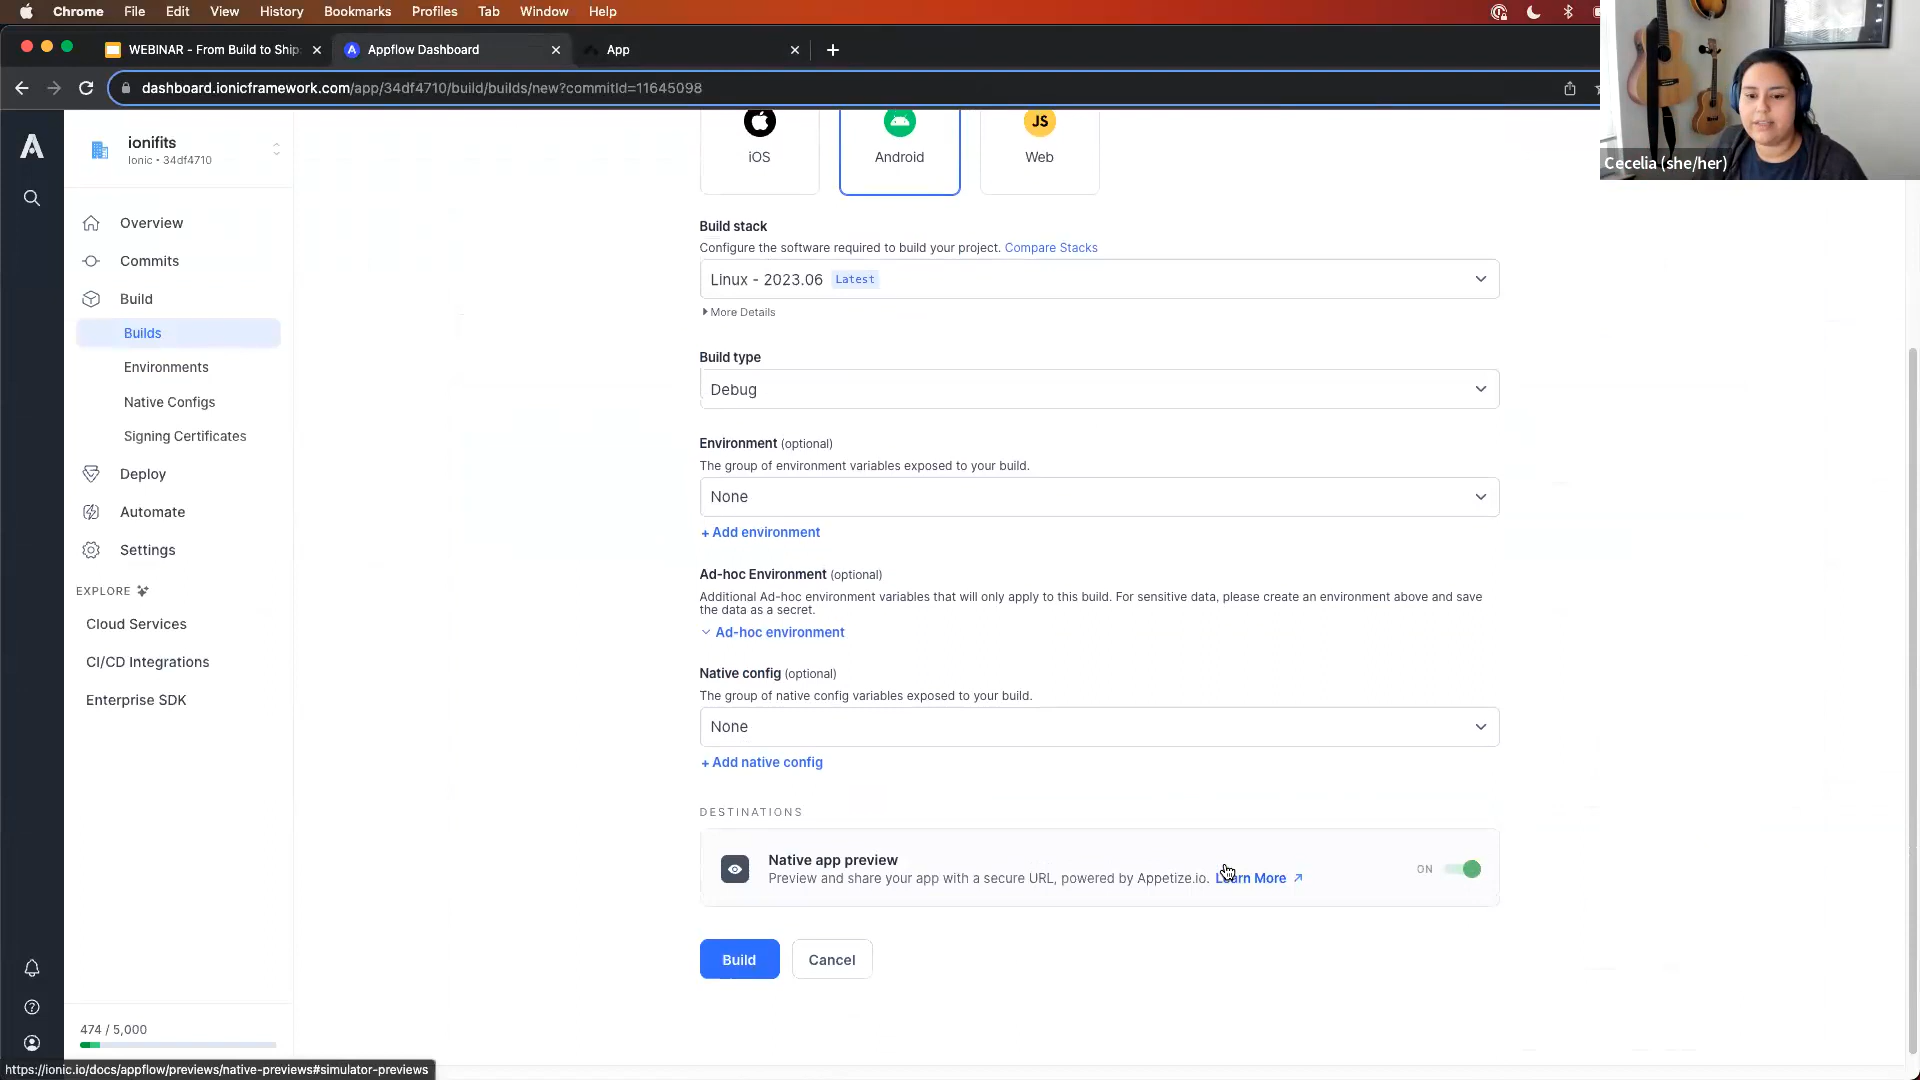 Chrome File Edit View History Bookmarks Profiles Tab Window Help
WEBINAR - From Build to Ship
Appflow Dashboard
App
dashboard.ionicframework.com/app/34df4710/build/builds/new?commitId=11645098
Cecelia (she/her)
ionifits
Ionic • 34df4710
Overview
Commits
Build
Builds
Environments
Native Configs
Signing Certificates
Deploy
Automate
Settings
EXPLORE
Cloud Services
CI/CD Integrations
Enterprise SDK
474 / 5,000
iOS
Android
JS
Web
Build stack
Configure the software required to build your project. Compare Stacks
Linux - 2023.06 Latest
More Details
Build type
Debug
Environment (optional)
The group of environment variables exposed to your build.
None
+ Add environment
Ad-hoc Environment (optional)
Additional Ad-hoc environment variables that will only apply to this build. For sensitive data, please create an environment above and save
the data as a secret.
Ad-hoc environment
Native config (optional)
The group of native config variables exposed to your build.
None
+ Add native config
DESTINATIONS
Native app preview
Preview and share your app with a secure URL, powered by Appetize.io. Learn More
ON
Build
Cancel
https://ionic.io/docs/appflow/previews/native-previews#simulator-previews